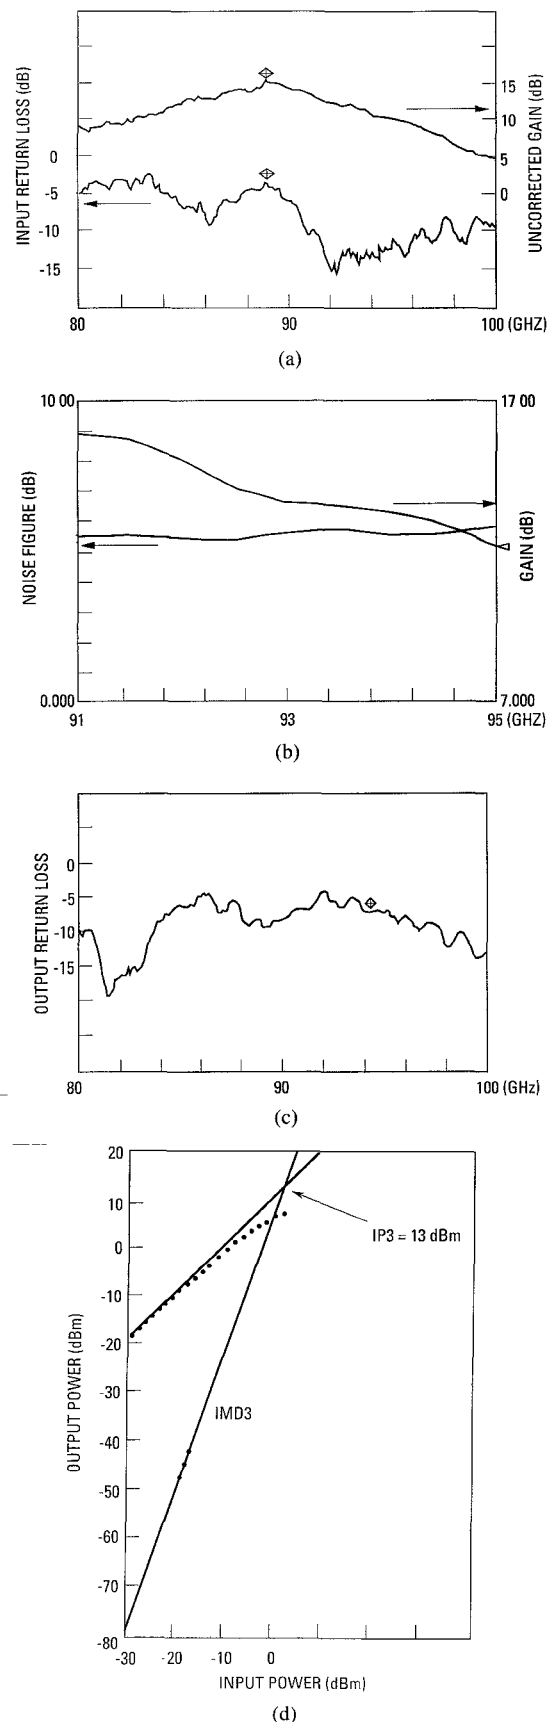 INPUT RETURN LOSS (dB)
0
-5
-10
-15
15
10
5
0
UNCORRECTED GAIN (dB)
80
90
100 (GHZ)
(a)
NOISE FIGURE (dB)
10 00
0.000
17 00
7.000
GAIN (dB)
91
93
95 (GHZ)
(b)
OUTPUT RETURN LOSS
0
-5
-10
-15
80
90
100 (GHz)
(c)
OUTPUT POWER (dBm)
20
10
0
-10
-20
-30
-40
-50
-60
-70
-80
IP3 = 13 dBm
IMD3
-30
-20
-10
0
INPUT POWER (dBm)
(d)